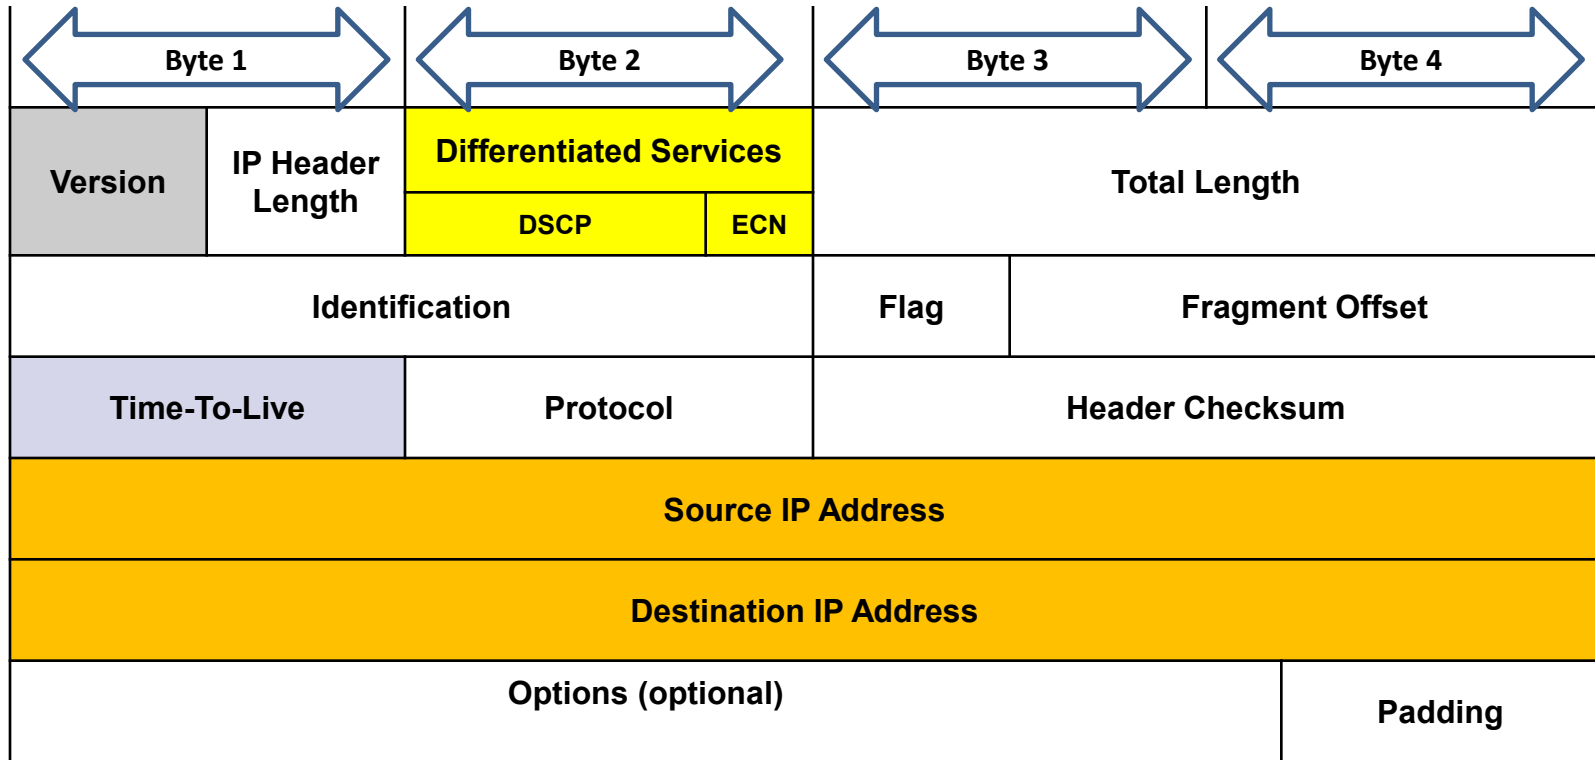 Byte 1
Byte 2
Byte 3
Byte 4
Version
IP Header
Length
Differentiated Services
DSCP
ECN
Total Length
Identification
Flag
Fragment Offset
Time-To-Live
Protocol
Header Checksum
Source IP Address
Destination IP Address
Options (optional)
Padding